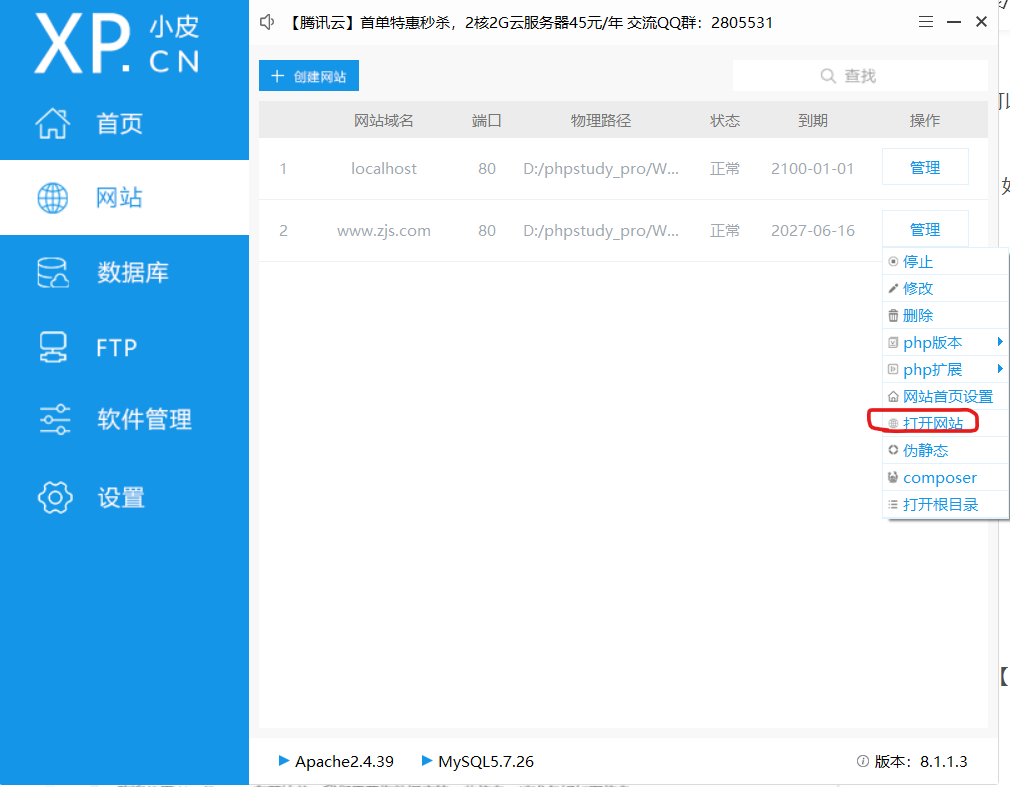 XP.CN 小皮
【腾讯云】首单特惠秒杀，2核2G云服务器45元/年 交流QQ群：2805531
首页
网站
数据库
FTP
软件管理
设置
创建网站
查找
网站域名 端口 物理路径 状态 到期 操作
1 localhost 80 D:/phpstudy_pro/W... 正常 2100-01-01 管理
2 www.zjs.com 80 D:/phpstudy_pro/W... 正常 2027-06-16 管理
停止
修改
删除
php版本
php扩展
网站首页设置
打开网站
伪静态
composer
打开根目录
Apache2.4.39 MySQL5.7.26 版本：8.1.1.3